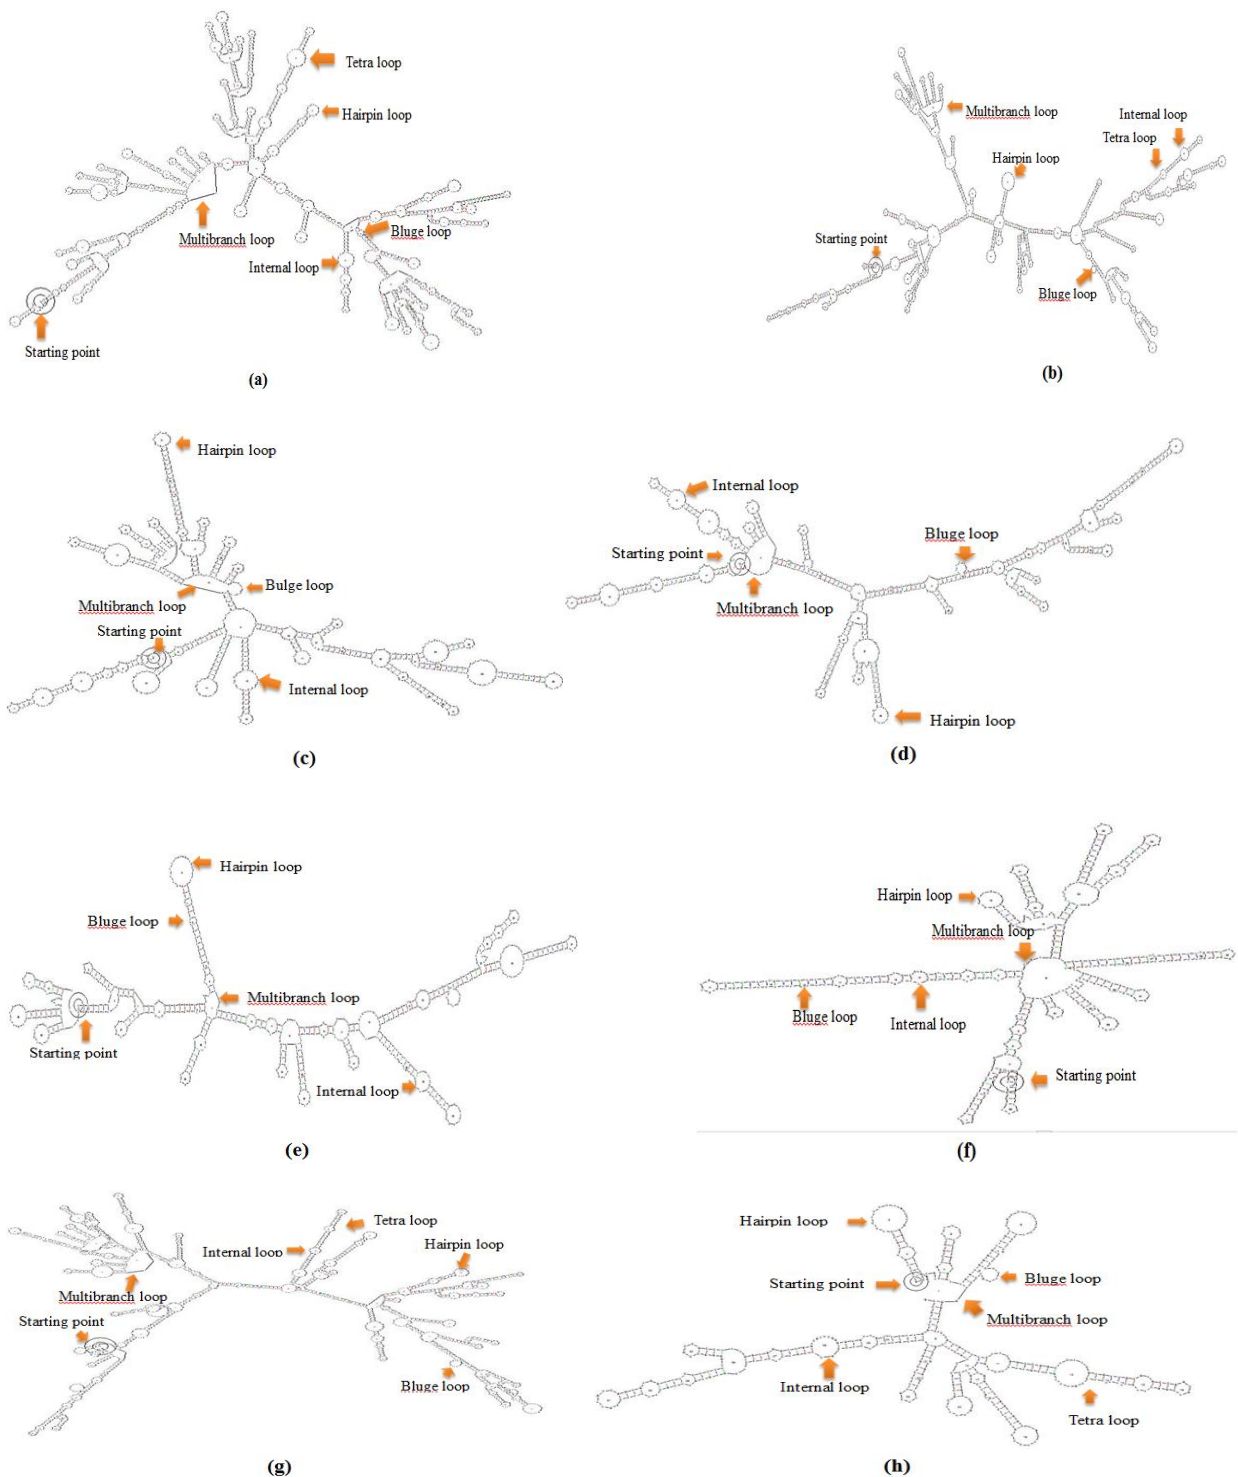 Tetra loop
Hairpin loop
Multibranch loop
Bluge loop
Internal loop
Starting point
(a)
Multibranch loop
Internal loop
Tetra loop
Hairpin loop
Starting point
Bluge loop
(b)
Hairpin loop
Bulge loop
Multibranch loop
Starting point
Internal loop
(c)
Internal loop
Bluge loop
Starting point
Multibranch loop
Hairpin loop
(d)
Hairpin loop
Bluge loop
Multibranch loop
Starting point
Internal loop
(e)
Hairpin loop
Multibranch loop
Bluge loop
Internal loop
Starting point
(f)
Tetra loop
Hairpin loop
Internal loop
Multibranch loop
Starting point
Bluge loop
(g)
Hairpin loop
Starting point
Bluge loop
Multibranch loop
Internal loop
Tetra loop
(h)